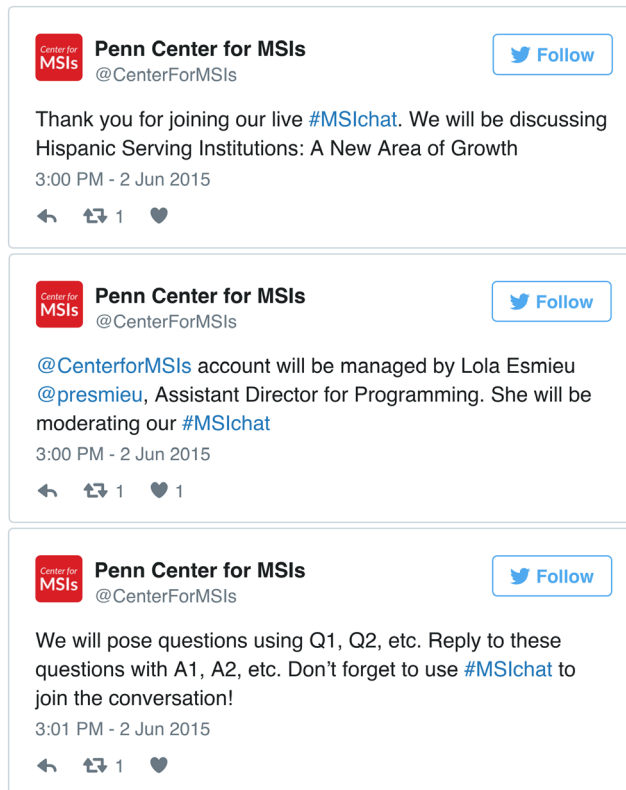 Center for
MSIs
Penn Center for MSIs
@CenterForMSIs
Follow
Thank you for joining our live #MSIchat. We will be discussing
Hispanic Serving Institutions: A New Area of Growth
3:00 PM - 2 Jun 2015
1
Center for
MSIs
Penn Center for MSIs
@CenterForMSIs
Follow
@CenterforMSIs account will be managed by Lola Esmieu
@presmieu, Assistant Director for Programming. She will be
moderating our #MSIchat
3:00 PM - 2 Jun 2015
1 1
Center for
MSIs
Penn Center for MSIs
@CenterForMSIs
Follow
We will pose questions using Q1, Q2, etc. Reply to these
questions with A1, A2, etc. Don’t forget to use #MSIchat to
join the conversation!
3:01 PM - 2 Jun 2015
1